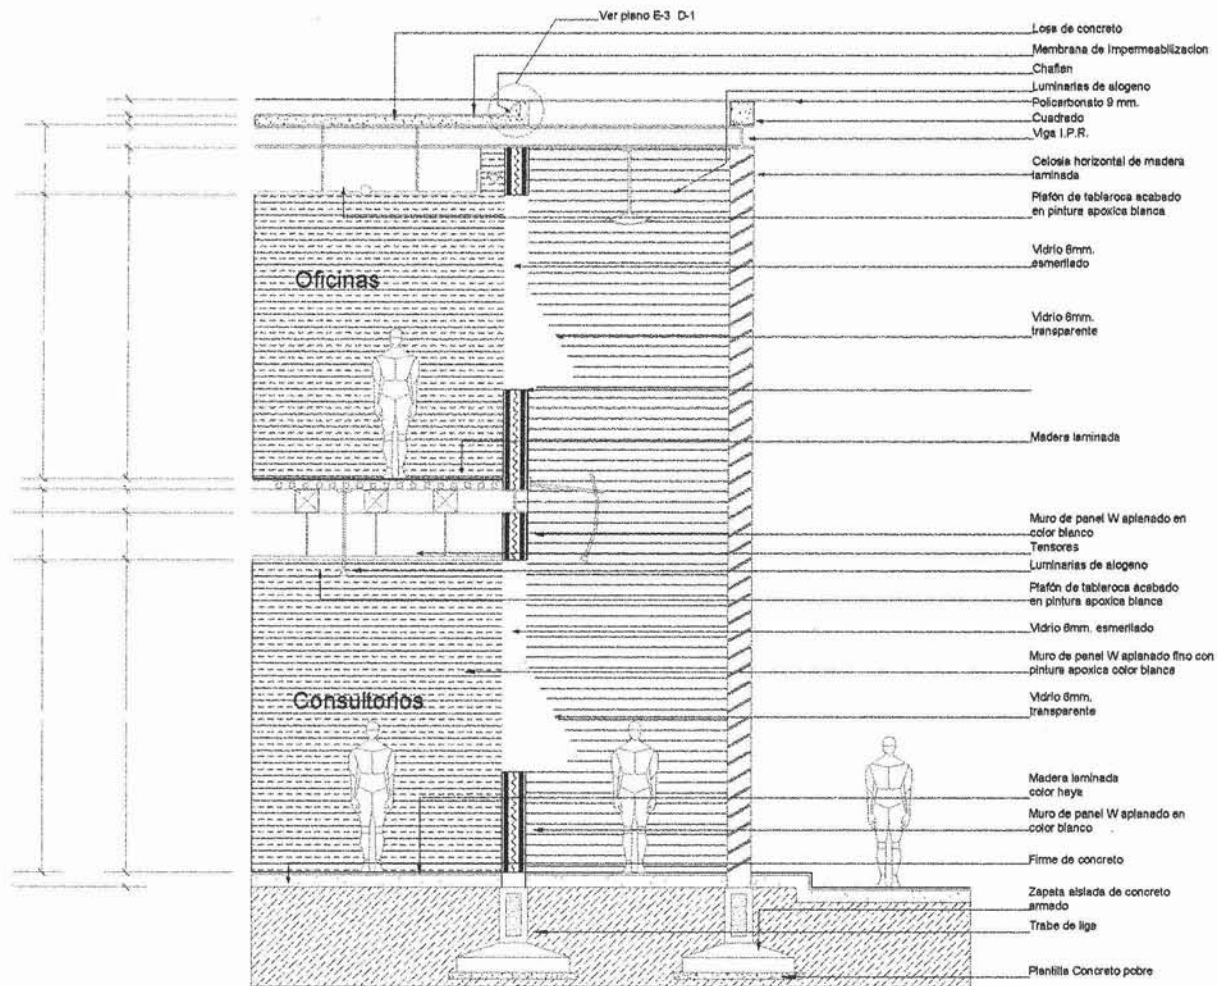 Ver plano E-3 D-1
Losa de concreto
Membrana de Impermeabilizacion
Chaflan
Luminarias de alogeno
Policarbonato 9 mm.
Cuadrado
Viga I.P.R.
Celosia horizontal de madera
laminada
Plafón de tablaroca acabado
en pintura apoxica blanca
Vidrio 6mm.
esmerilado
Oficinas
Vidrio 6mm.
transparente
Madera laminada
Muro de panel W aplanado en
color blanco
Tensores
Luminarias de alogeno
Plafón de tablaroca acabado
en pintura apoxica blanca
Vidrio 6mm. esmerilado
Muro de panel W aplanado fino con
pintura apoxica color blanca
Consultorios
Vidrio 6mm.
transparente
Madera laminada
color haya
Muro de panel W aplanado en
color blanco
Firme de concreto
Zapata aislada de concreto
armado
Trabe de liga
Plantilla Concreto pobre